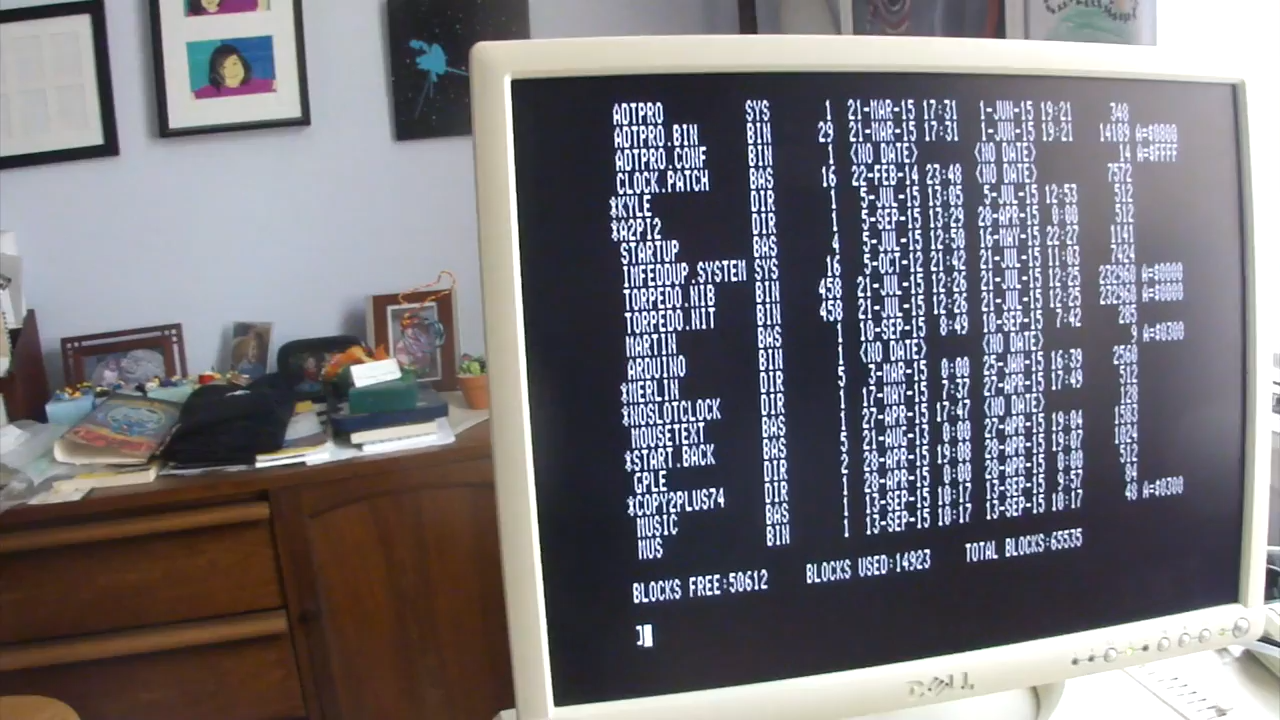 ADTPRO SYS 1 21-MAR-15 17:31 1-JUN-15 19:21 348
ADTPRO.BIN BIN 29 21-MAR-15 17:31 1-JUN-15 19:21 14189 A=$0800
ADTPRO.CONF BIN 1 <NO DATE> <NO DATE> 14 A=$FFFF
CLOCK.PATCH BAS 16 22-FEB-14 23:48 <NO DATE> 7572
*KYLE DIR 1 5-JUL-15 13:05 5-JUL-15 12:53 512
*A2PI2 DIR 1 5-SEP-15 13:29 28-APR-15 0:00 512
STARTUP BAS 4 5-JUL-15 12:50 16-MAY-15 22:27 1141
IMFEDDUP.SYSTEM SYS 16 5-OCT-12 21:42 21-JUL-15 11:03 7424
TORPEDO.NIB BIN 458 21-JUL-15 12:26 21-JUL-15 12:25 232960 A=$0000
TORPEDO.NIT BIN 458 21-JUL-15 12:26 21-JUL-15 12:25 232960 A=$0000
MARTIN BAS 1 10-SEP-15 8:49 10-SEP-15 7:42 285
ARDUINO BIN 1 <NO DATE> <NO DATE> 9 A=$0300
*MERLIN DIR 5 3-MAR-15 0:00 25-JAN-15 16:39 2560
*NOSLOTCLOCK DIR 1 17-MAY-15 7:37 27-APR-15 17:49 512
MOUSETEXT BAS 1 27-APR-15 17:47 <NO DATE> 128
*START.BACK BAS 5 21-AUG-13 0:00 27-APR-15 19:04 1583
GPLE DIR 2 28-APR-15 19:08 28-APR-15 19:07 1024
*COPY2PLUS74 DIR 1 28-APR-15 0:00 28-APR-15 0:00 512
MUSIC BAS 1 13-SEP-15 10:17 13-SEP-15 9:57 84
MUS BIN 1 13-SEP-15 10:17 13-SEP-15 10:17 48 A=$0300
BLOCKS FREE:50612 BLOCKS USED:14923 TOTAL BLOCKS:65535
]
DELL